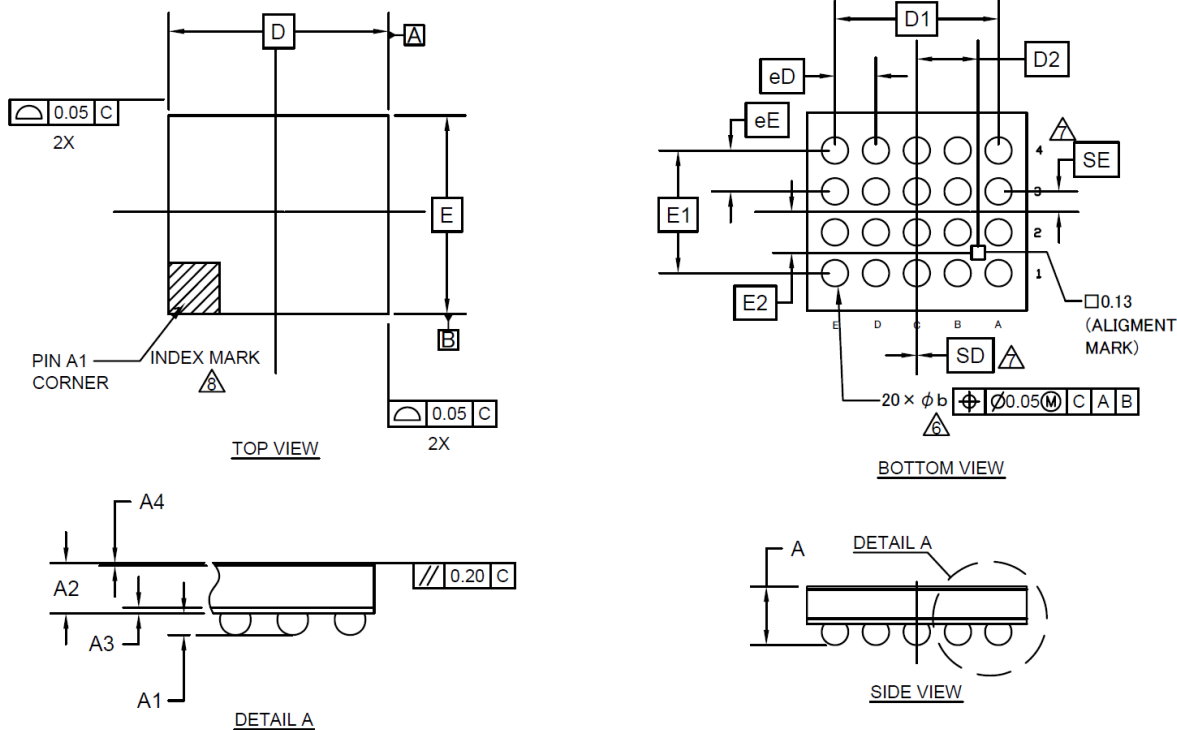 D
A
⌓ 0.05 C
2X
E
B
PIN A1
CORNER
INDEX MARK
8
⌓ 0.05 C
2X
TOP VIEW
D1
D2
eD
eE
7
SE
E1
4
3
2
1
E2
E D C B A
□0.13
(ALIGMENT
MARK)
SD
7
20 × φb
⌖ Ø0.05Ⓜ C A B
6
BOTTOM VIEW
A4
A2
// 0.20 C
A3
A1
DETAIL A
A
DETAIL A
SIDE VIEW